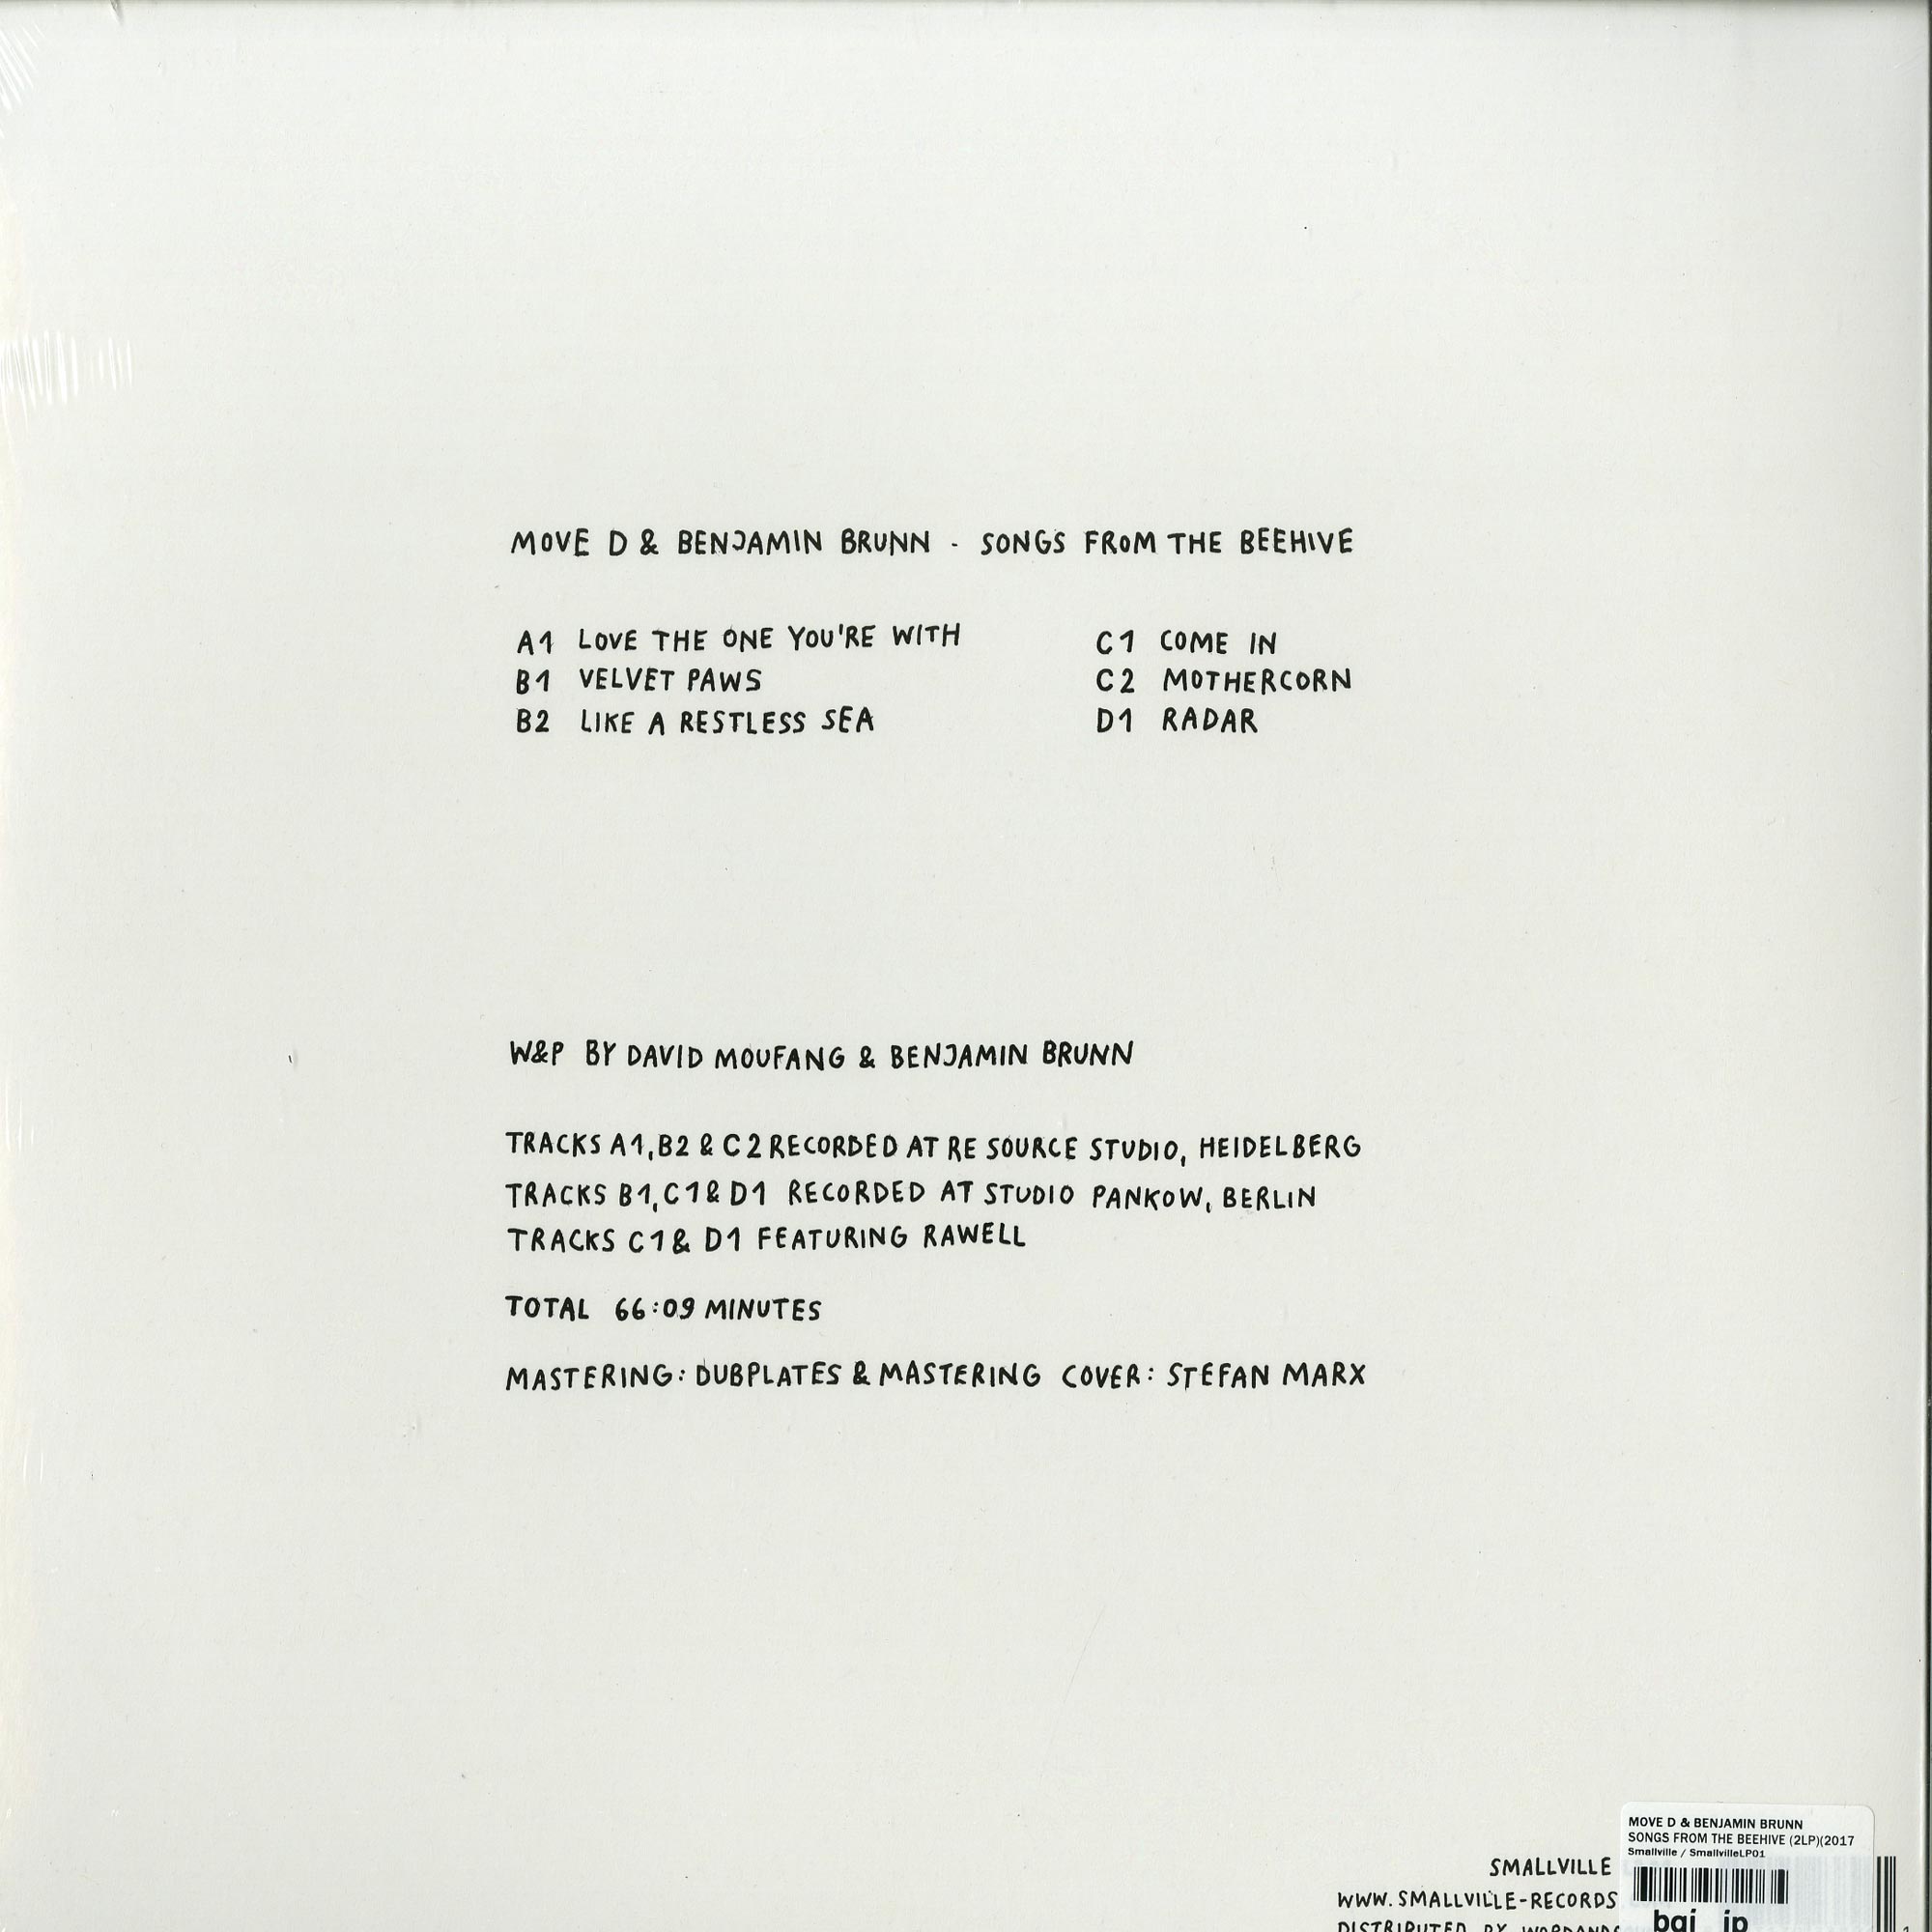 MOVE D & BENJAMIN BRUNN - SONGS FROM THE BEEHIVE
A1 LOVE THE ONE YOU'RE WITH
B1 VELVET PAWS
B2 LIKE A RESTLESS SEA
C1 COME IN
C2 MOTHERCORN
D1 RADAR
W&P BY DAVID MOUFANG & BENJAMIN BRUNN
TRACKS A1, B2 & C2 RECORDED AT RE SOURCE STUDIO, HEIDELBERG
TRACKS B1, C1 & D1 RECORDED AT STUDIO PANKOW, BERLIN
TRACKS C1 & D1 FEATURING RAWELL
TOTAL 66:09 MINUTES
MASTERING: DUBPLATES & MASTERING COVER: STEFAN MARX
SMALLVILLE
WWW.SMALLVILLE-RECORDS
DISTRIBUTED BY
MOVE D & BENJAMIN BRUNN
SONGS FROM THE BEEHIVE (2LP)(2017
Smallville / SmallvilleLP01